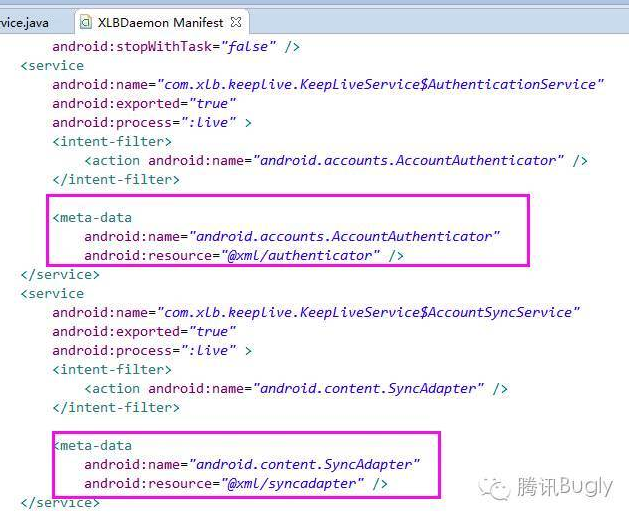 rvice.java XLBDaemon Manifest
android:stopWithTask="false" />
<service
android:name="com.xlb.keeplive.KeepLiveService$AuthenticationService"
android:exported="true"
android:process=":live" >
<intent-filter>
<action android:name="android.accounts.AccountAuthenticator" />
</intent-filter>
<meta-data
android:name="android.accounts.AccountAuthenticator"
android:resource="@xml/authenticator" />
</service>
<service
android:name="com.xlb.keeplive.KeepLiveService$AccountSyncService"
android:exported="true"
android:process=":live" >
<intent-filter>
<action android:name="android.content.SyncAdapter" />
</intent-filter>
<meta-data
android:name="android.content.SyncAdapter"
android:resource="@xml/syncadapter" />
</service>
腾讯Bugly